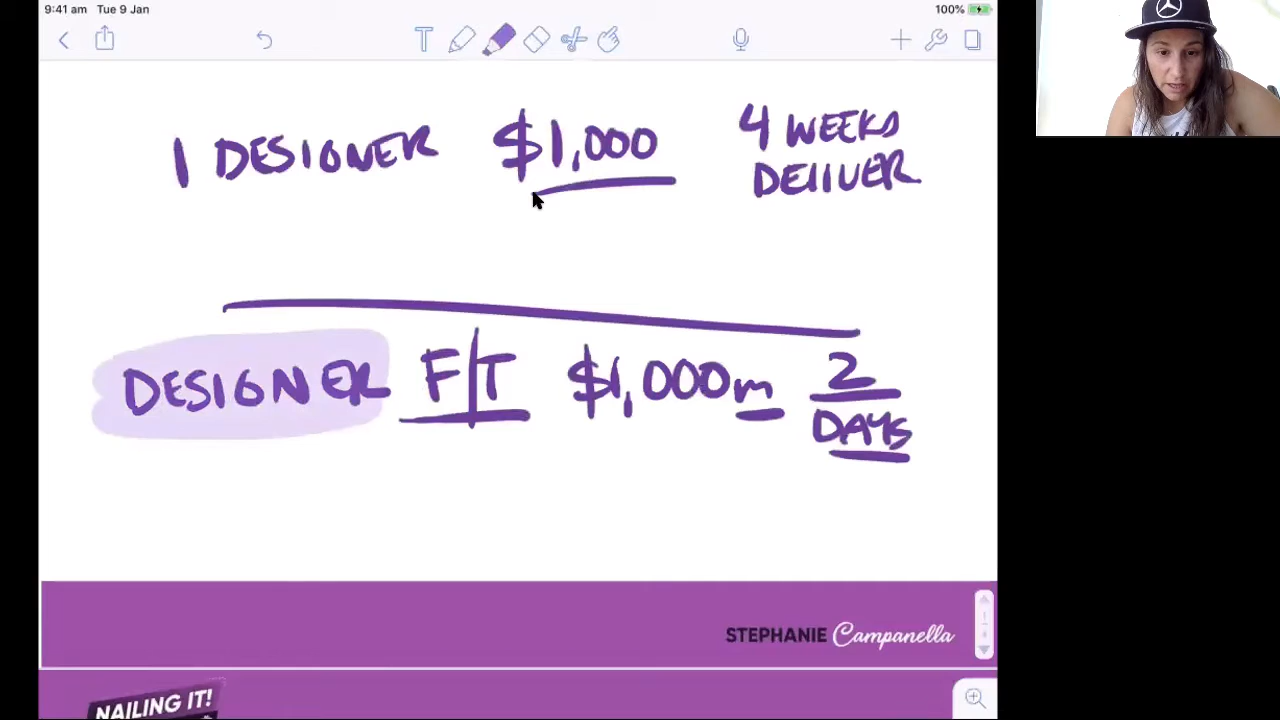 9:41 am Tue 9 Jan
100%
T
1 DESIGNER $1,000 4 WEEKS
DELIVER
DESIGNER F|T $1,000m 2
DAYS
STEPHANIE Campanella
NAILING IT!